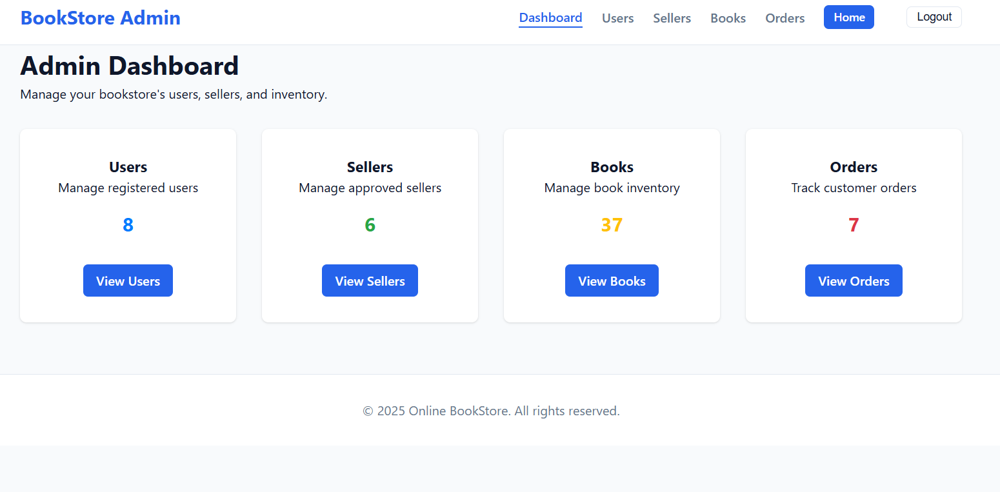 BookStore Admin
Dashboard Users Sellers Books Orders Home Logout
Admin Dashboard
Manage your bookstore's users, sellers, and inventory.
Users
Manage registered users
8
View Users
Sellers
Manage approved sellers
6
View Sellers
Books
Manage book inventory
37
View Books
Orders
Track customer orders
7
View Orders
© 2025 Online BookStore. All rights reserved.